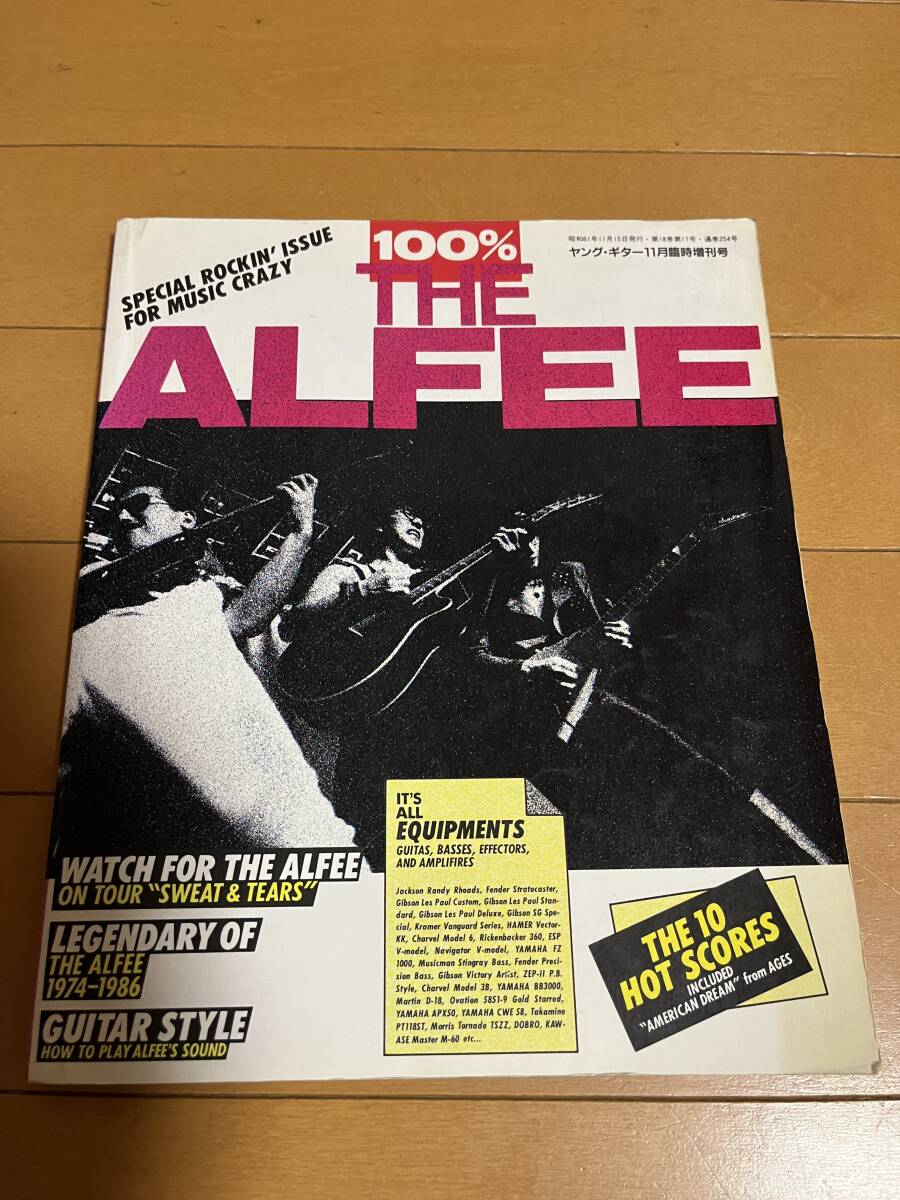 SPECIAL ROCKIN' ISSUE
FOR MUSIC CRAZY
100%
昭和61年11月15日発行・第18巻第17号・通巻254号
ヤング・ギター11月臨時増刊号
THE
ALFEE
IT'S
ALL
EQUIPMENTS
GUITAS, BASSES, EFFECTORS,
AND AMPLIFIRES
Jackson Randy Rhoads, Fender Stratocaster,
Gibson Les Paul Custom, Gibson Les Paul Stan-
dard, Gibson Les Paul Deluxe, Gibson SG Spe-
cial, Kramer Vanguard Series, HAMER Vector-
KK, Charvel Model 6, Rickenbacker 360, ESP
V-model, Navigator V-model, YAMAHA FZ
1000, Musicman Stingray Bass, Fender Preci-
sion Bass, Gibson Victory Artist, ZEP-II P.B.
Style, Charvel Model 3B, YAMAHA BB3000,
Martin D-18, Ovation 5851-9 Gold Starred,
YAMAHA APX50, YAMAHA CWE 58, Takamine
PT118ST, Morris Tornade TSZZ, DOBRO, KAW-
ASE Master M-60 etc...
WATCH FOR THE ALFEE
ON TOUR "SWEAT & TEARS"
LEGENDARY OF
THE ALFEE
1974-1986
GUITAR STYLE
HOW TO PLAY ALFEE'S SOUND
THE 10
HOT SCORES
INCLUDED
"AMERICAN DREAM" from AGES